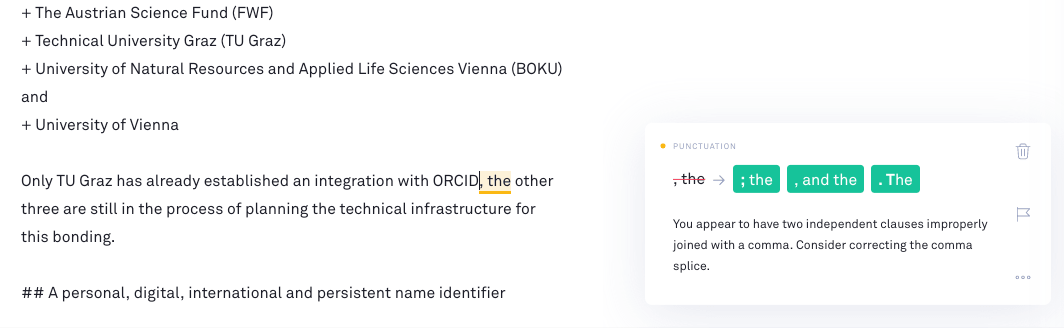 + The Austrian Science Fund (FWF)
+ Technical University Graz (TU Graz)
+ University of Natural Resources and Applied Life Sciences Vienna (BOKU)
and
+ University of Vienna
Only TU Graz has already established an integration with ORCID, the other
three are still in the process of planning the technical infrastructure for
this bonding.
## A personal, digital, international and persistent name identifier
PUNCTUATION
, the → ; the , and the . The
You appear to have two independent clauses improperly
joined with a comma. Consider correcting the comma
splice.